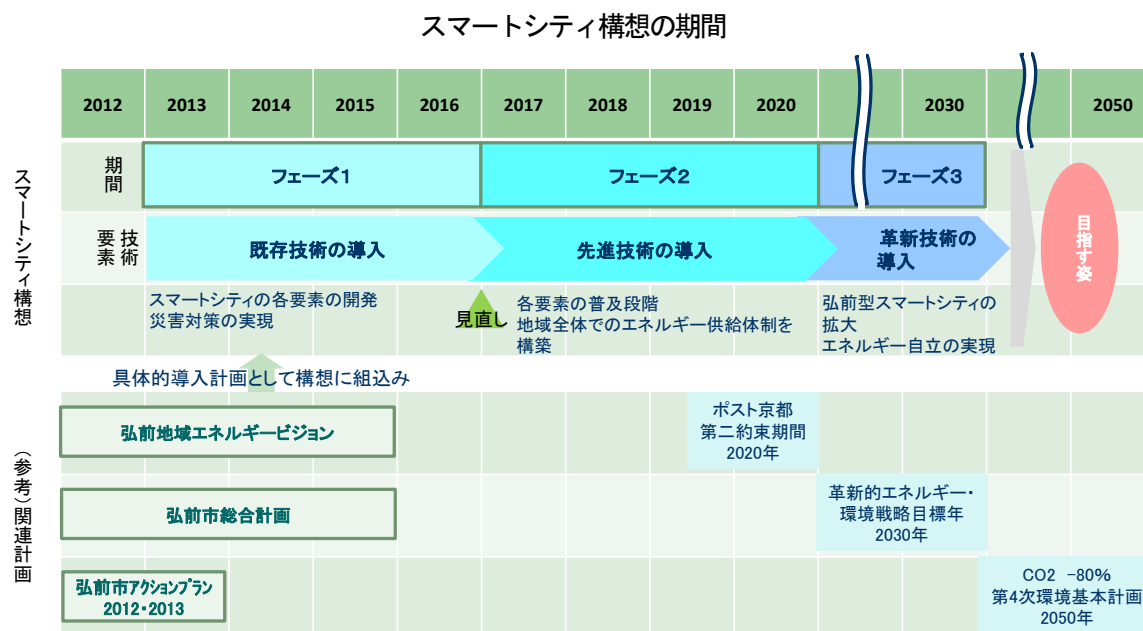 スマートシティ構想の期間
2012 2013 2014 2015 2016 2017 2018 2019 2020 2030 2050
スマートシティ構想
期間
フェーズ1
フェーズ2
フェーズ3
技術
要素
既存技術の導入
先進技術の導入
革新技術の
導入
目指す姿
スマートシティの各要素の開発
災害対策の実現
見直し
各要素の普及段階
地域全体でのエネルギー供給体制を
構築
弘前型スマートシティの
拡大
エネルギー自立の実現
具体的導入計画として構想に組込み
(参考)関連計画
弘前地域エネルギービジョン
ポスト京都
第二約束期間
2020年
弘前市総合計画
革新的エネルギー・
環境戦略目標年
2030年
弘前市アクションプラン
2012・2013
CO2 -80%
第4次環境基本計画
2050年